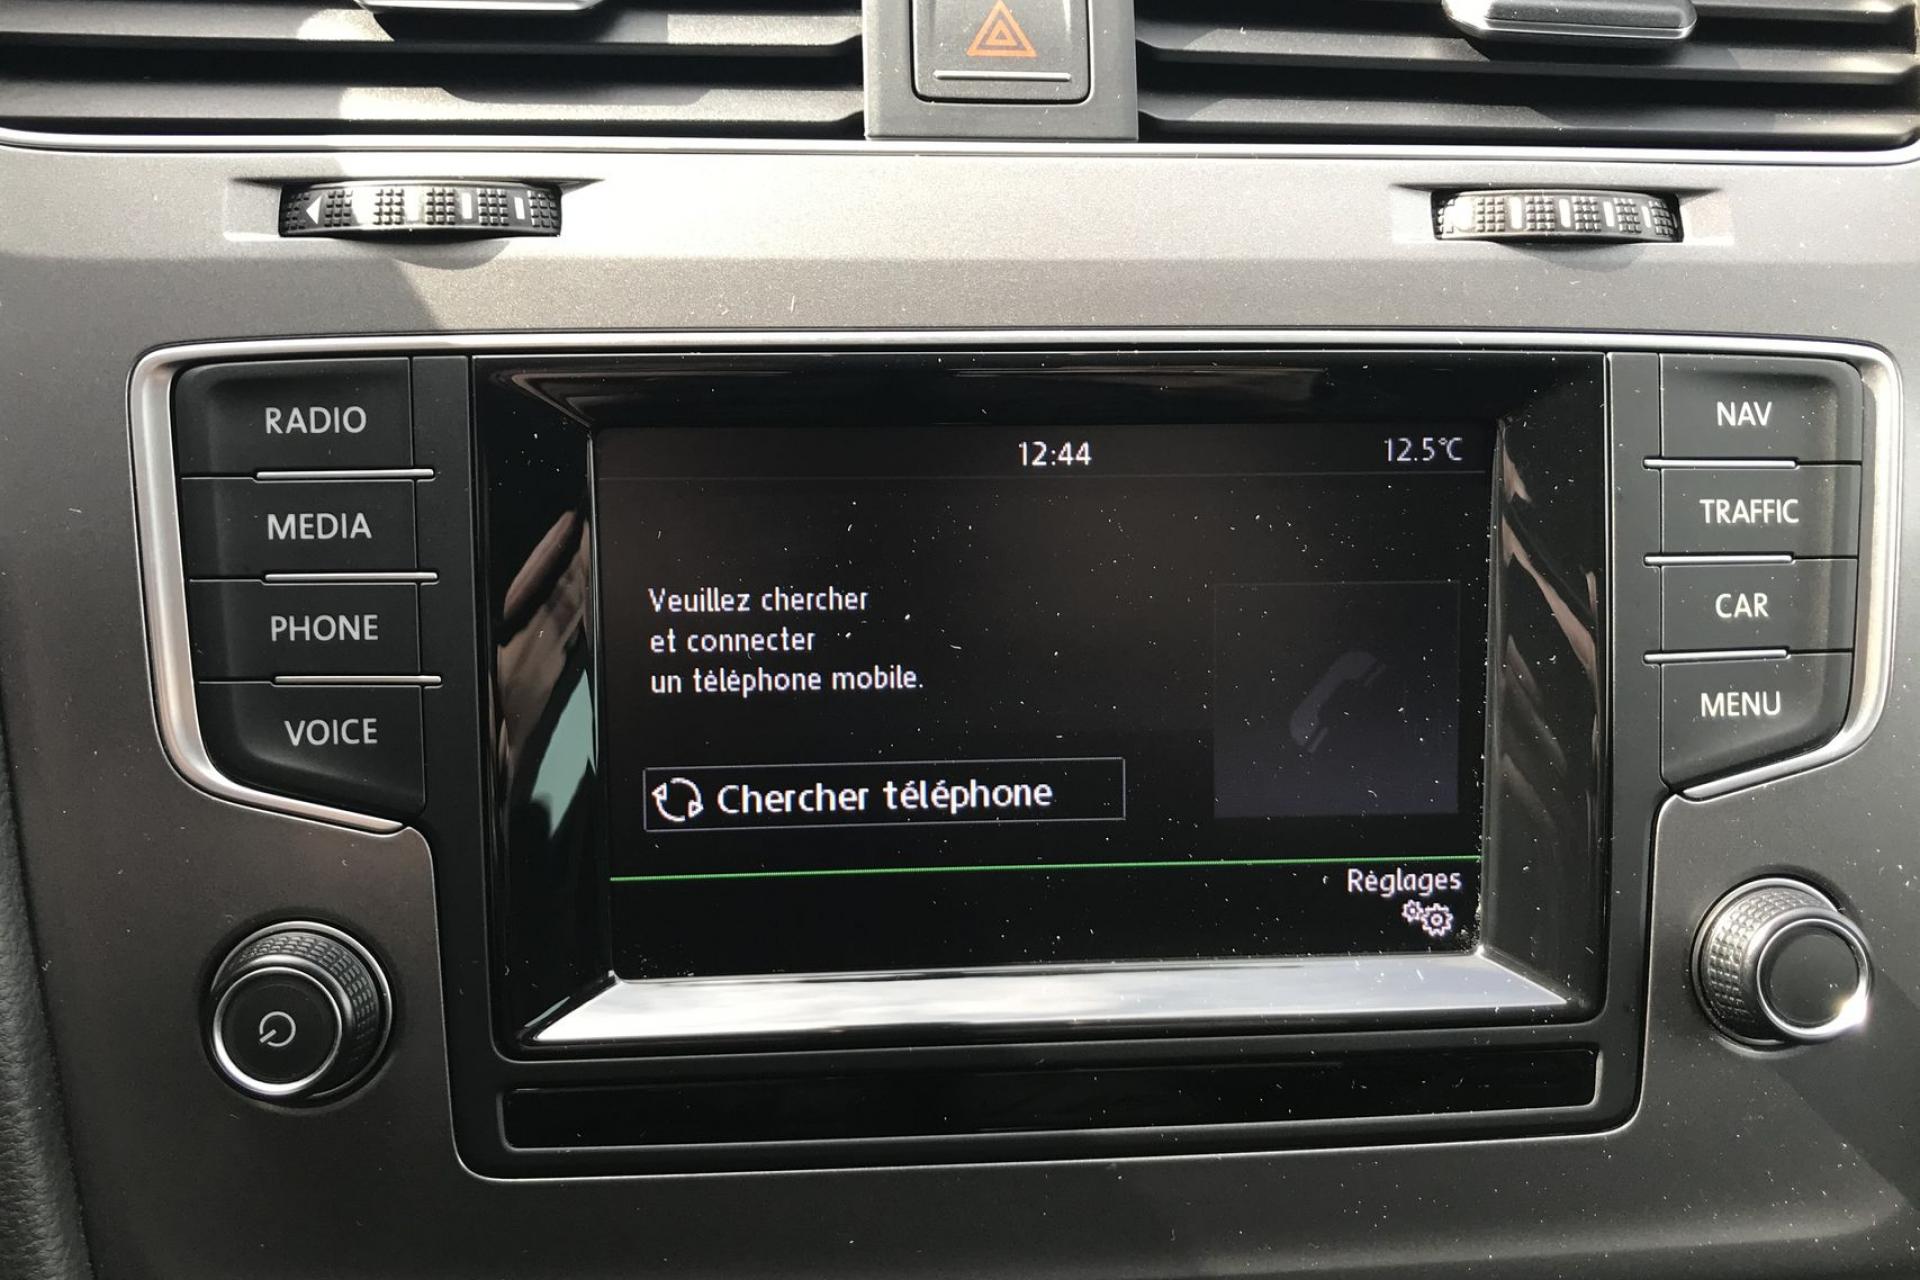 RADIO
MEDIA
PHONE
VOICE
12:44
12.5°C
Veuillez chercher
et connecter
un téléphone mobile.
Chercher téléphone
Réglages
NAV
TRAFFIC
CAR
MENU